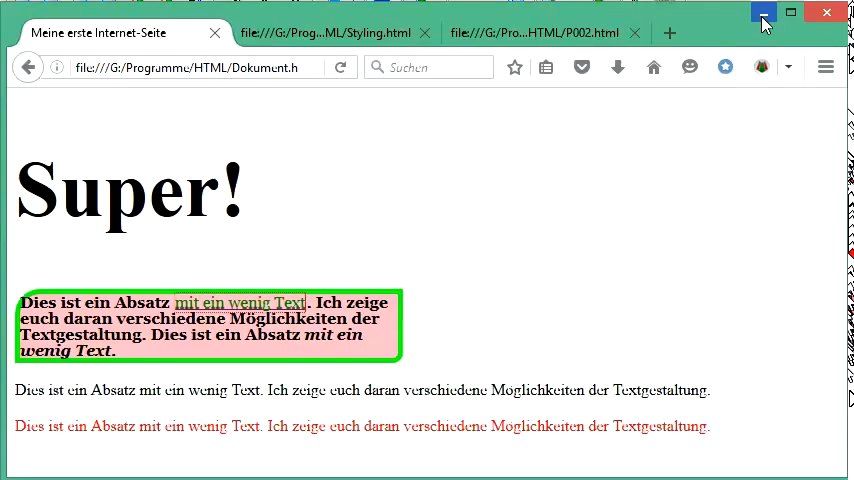 Meine erste Internet-Seite
file:///G:/Prog...ML/Styling.html
file:///G:/Pro...HTML/P002.html
file:///G:/Programme/HTML/Dokument.h
Suchen
Super!
Dies ist ein Absatz mit ein wenig Text. Ich zeige
euch daran verschiedene Möglichkeiten der
Textgestaltung. Dies ist ein Absatz mit ein
wenig Text.
Dies ist ein Absatz mit ein wenig Text. Ich zeige euch daran verschiedene Möglichkeiten der Textgestaltung.
Dies ist ein Absatz mit ein wenig Text. Ich zeige euch daran verschiedene Möglichkeiten der Textgestaltung.